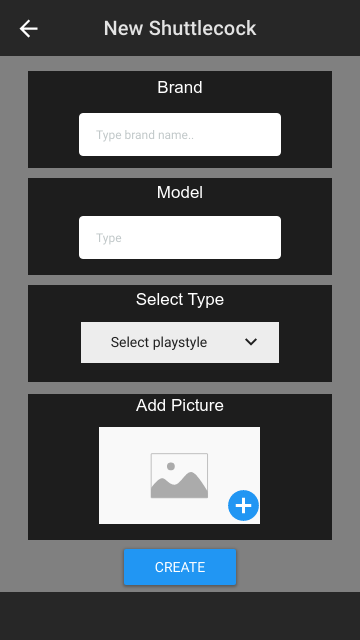 New Shuttlecock
Brand
Type brand name..
Model
Type
Select Type
Select playstyle
Add Picture
CREATE